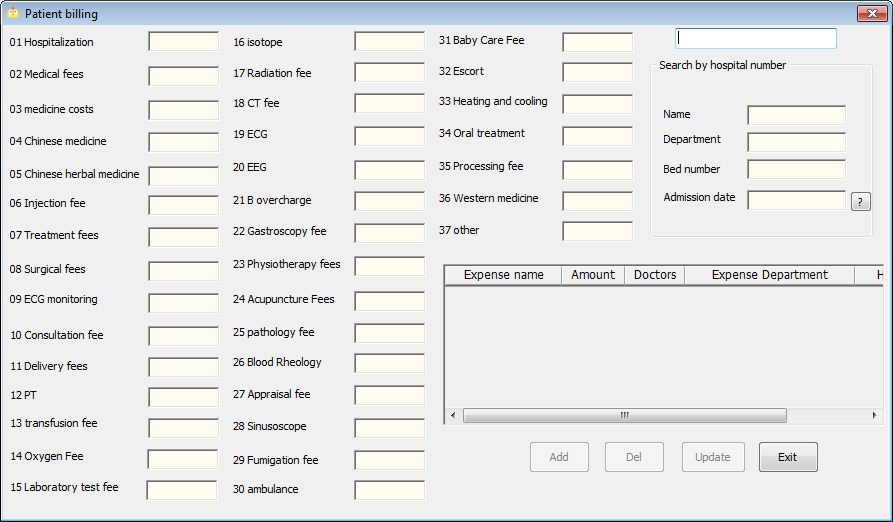 Patient billing
01 Hospitalization
02 Medical fees
03 medicine costs
04 Chinese medicine
05 Chinese herbal medicine
06 Injection fee
07 Treatment fees
08 Surgical fees
09 ECG monitoring
10 Consultation fee
11 Delivery fees
12 PT
13 transfusion fee
14 Oxygen Fee
15 Laboratory test fee
16 isotope
17 Radiation fee
18 CT fee
19 ECG
20 EEG
21 B overcharge
22 Gastroscopy fee
23 Physiotherapy fees
24 Acupuncture Fees
25 pathology fee
26 Blood Rheology
27 Appraisal fee
28 Sinusoscope
29 Fumigation fee
30 ambulance
31 Baby Care Fee
32 Escort
33 Heating and cooling
34 Oral treatment
35 Processing fee
36 Western medicine
37 other
Search by hospital number
Name
Department
Bed number
Admission date
?
Expense name Amount Doctors Expense Department H
Add Del Update Exit